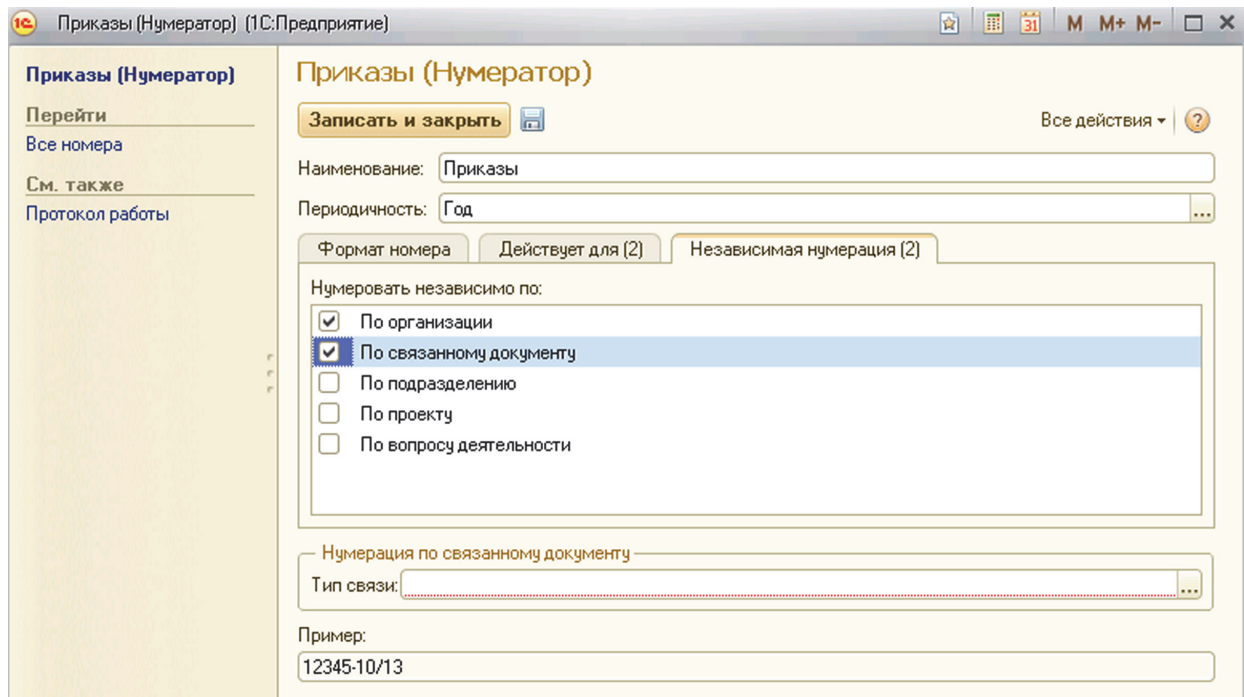 1С Приказы (Нумератор) (1С:Предприятие) 31 M M+ M-
Приказы (Нумератор)
Перейти
Все номера
См. также
Протокол работы
Приказы (Нумератор)
Записать и закрыть
Все действия ?
Наименование: Приказы
Периодичность: Год ...
Формат номера Действует для (2) Независимая нумерация (2)
Нумеровать независимо по:
По организации
По связанному документу
По подразделению
По проекту
По вопросу деятельности
Нумерация по связанному документу
Тип связи: ...
Пример:
12345-10/13